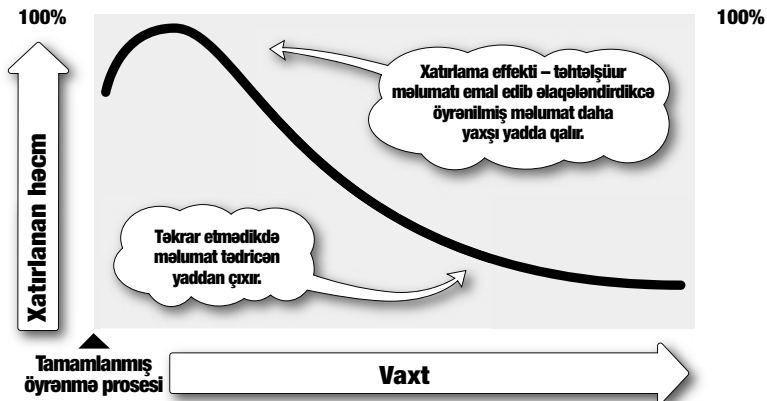 100%
100%
Xatırlama effekti – təhtəlşüur
məlumatı emal edib əlaqələndirdikcə
öyrənilmiş məlumat daha
yaxşı yadda qalır.
Xatırlanan həcm
Təkrar etmədikdə
məlumat tədricən
yaddan çıxır.
Tamamlanmış
öyrənmə prosesi
Vaxt